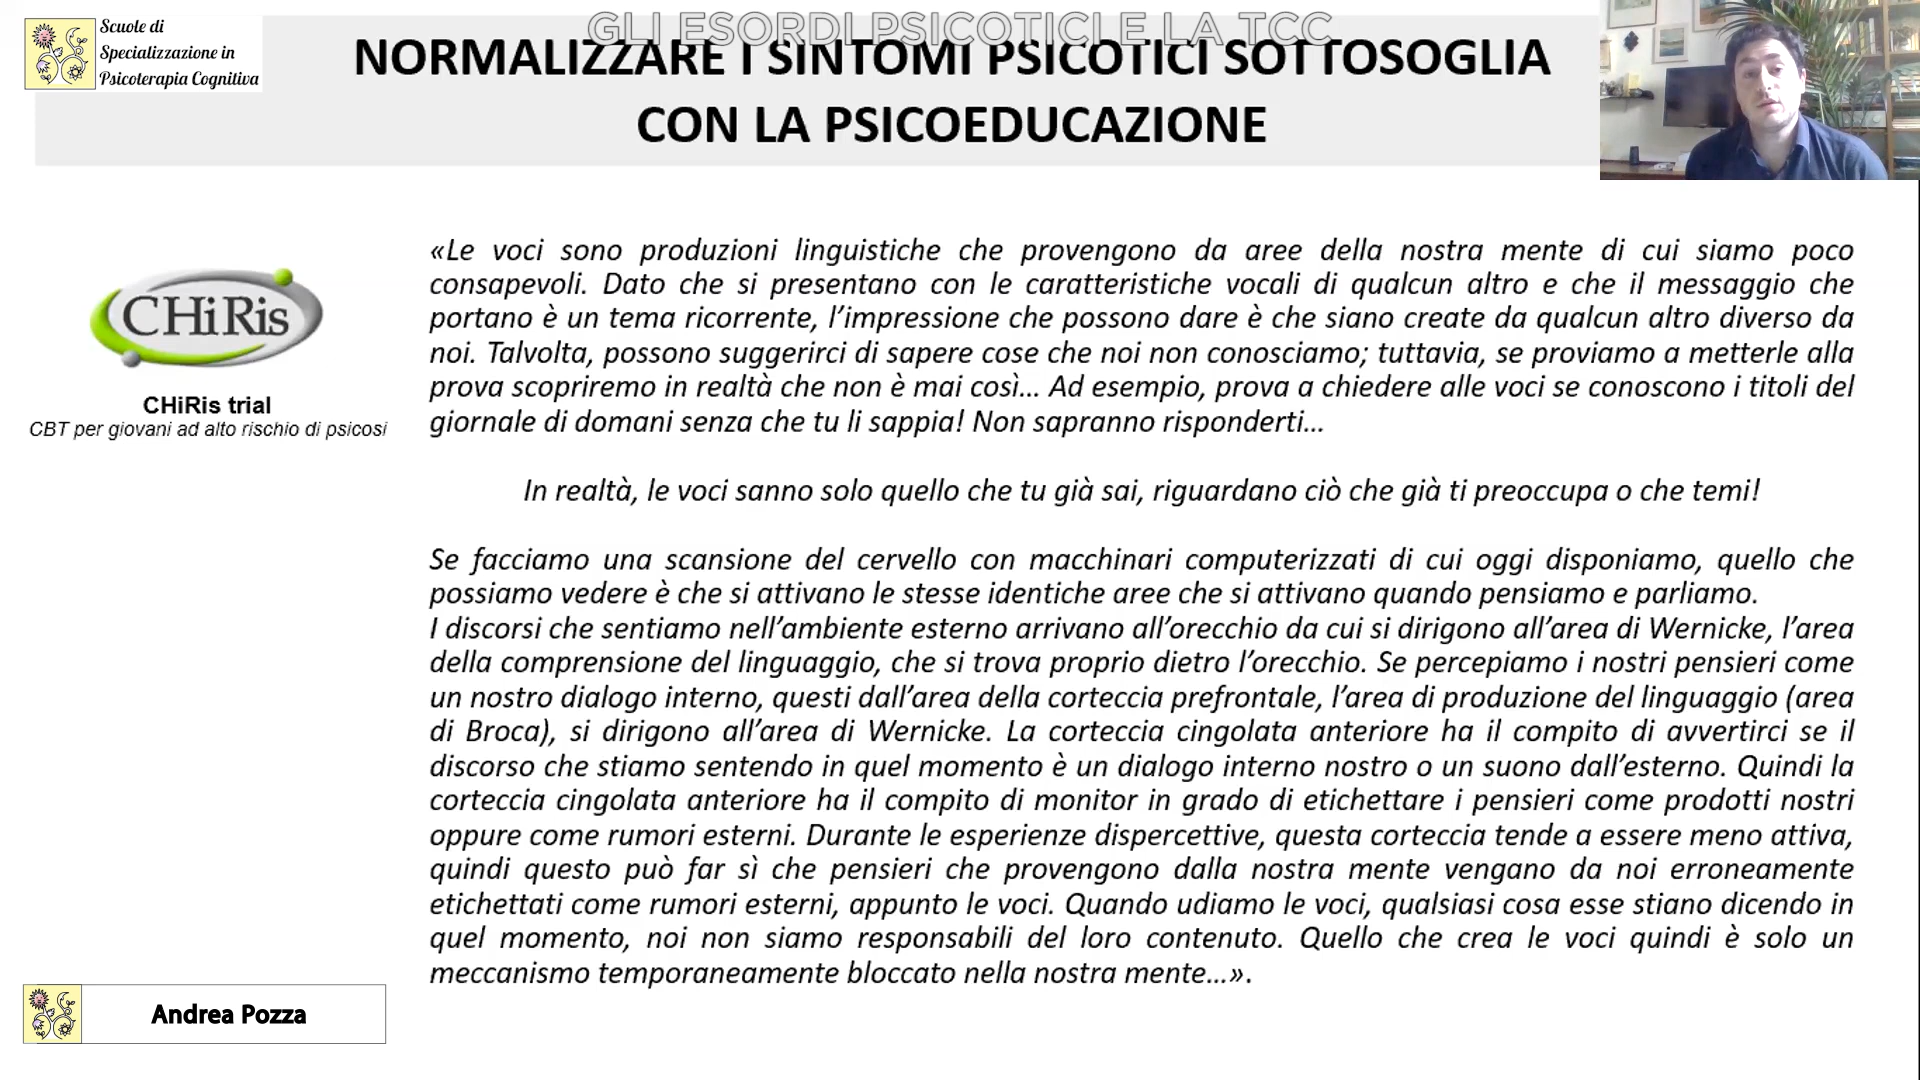 Scuole di
Specializzazione in
Psicoterapia Cognitiva
GLI ESORDI PSICOTICI E LA TCC
NORMALIZZARE I SINTOMI PSICOTICI SOTTOSOGLIA
CON LA PSICOEDUCAZIONE
CHiRis
CHiRis trial
CBT per giovani ad alto rischio di psicosi
«Le voci sono produzioni linguistiche che provengono da aree della nostra mente di cui siamo poco
consapevoli. Dato che si presentano con le caratteristiche vocali di qualcun altro e che il messaggio che
portano è un tema ricorrente, l’impressione che possono dare è che siano create da qualcun altro diverso da
noi. Talvolta, possono suggerirci di sapere cose che noi non conosciamo; tuttavia, se proviamo a metterle alla
prova scopriremo in realtà che non è mai così… Ad esempio, prova a chiedere alle voci se conoscono i titoli del
giornale di domani senza che tu li sappia! Non sapranno risponderti…
In realtà, le voci sanno solo quello che tu già sai, riguardano ciò che già ti preoccupa o che temi!
Se facciamo una scansione del cervello con macchinari computerizzati di cui oggi disponiamo, quello che
possiamo vedere è che si attivano le stesse identiche aree che si attivano quando pensiamo e parliamo.
I discorsi che sentiamo nell’ambiente esterno arrivano all’orecchio da cui si dirigono all’area di Wernicke, l’area
della comprensione del linguaggio, che si trova proprio dietro l’orecchio. Se percepiamo i nostri pensieri come
un nostro dialogo interno, questi dall’area della corteccia prefrontale, l’area di produzione del linguaggio (area
di Broca), si dirigono all’area di Wernicke. La corteccia cingolata anteriore ha il compito di avvertirci se il
discorso che stiamo sentendo in quel momento è un dialogo interno nostro o un suono dall’esterno. Quindi la
corteccia cingolata anteriore ha il compito di monitor in grado di etichettare i pensieri come prodotti nostri
oppure come rumori esterni. Durante le esperienze dispercettive, questa corteccia tende a essere meno attiva,
quindi questo può far sì che pensieri che provengono dalla nostra mente vengano da noi erroneamente
etichettati come rumori esterni, appunto le voci. Quando udiamo le voci, qualsiasi cosa esse stiano dicendo in
quel momento, noi non siamo responsabili del loro contenuto. Quello che crea le voci quindi è solo un
meccanismo temporaneamente bloccato nella nostra mente…».
Andrea Pozza